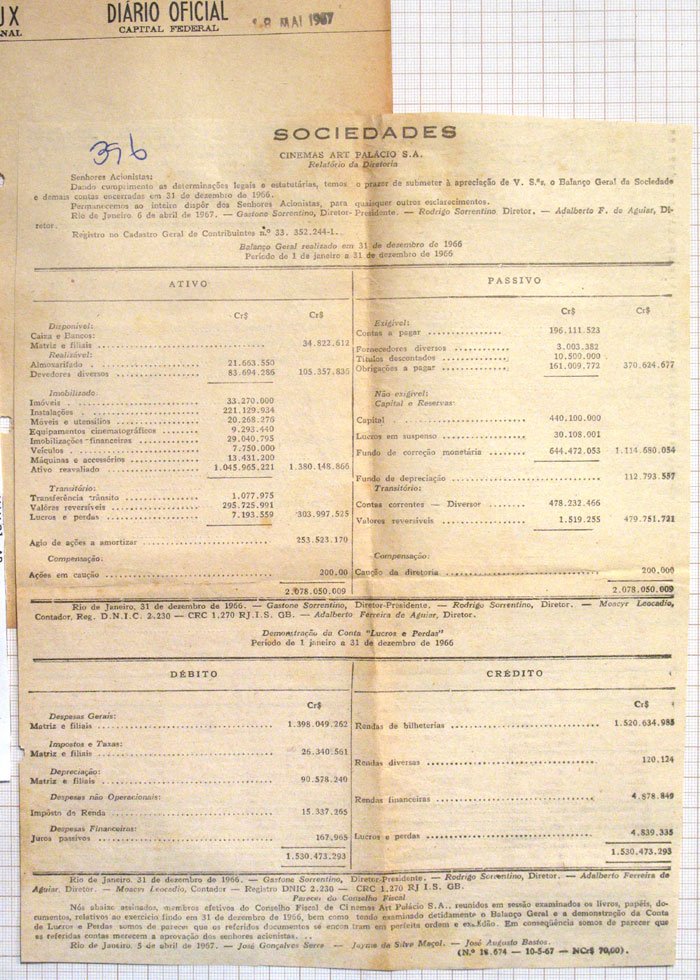 UX
NAL
DIÁRIO OFICIAL
CAPITAL FEDERAL
18 MAI 1967
396
SOCIEDADES
CINEMAS ART PALÁCIO S.A.
Relatório da Diretoria
Senhores Acionistas:
Dando cumprimento as determinações legais e estatutárias, temos o prazer de submeter à apreciação de V. S.ªs, o Balanço Geral da Sociedade
e demais contas encerradas em 31 de dezembro de 1966.
Permanecemos ao inteiro dispôr dos Senhores Acionistas, para quaisquer outros esclarecimentos.
Rio de Janeiro 6 de abril de 1967. — Gastone Sorrentino, Diretor-Presidente. — Rodrigo Sorrentino Diretor. — Adalberto F. de Aguiar, Di-
retor.
Registro no Cadastro Geral de Contribuintes n.º 33. 352.244-1.
Balanço Geral realizado em 31 de dezembro de 1966
Período de 1 da janeiro a 31 de dezembro de 1966
ATIVO
Cr$ Cr$
Disponível:
Caixa e Bancos:
Matriz e filiais 34.823.612
Realizável:
Almoxarifado 21.663.550
Devedores diversos 83.694.286 105.357.836
Imobilizado:
Imóveis 33.270.000
Instalações 221.129.934
Móveis e utensílios 20.268.276
Equipamentos cinematográficos 9.293.440
Imobilizações financeiras 29.040.795
Veículos 7.750.000
Máquinas e accessórios 13.431.200
Ativo reavaliado 1.045.965.221 1.380.148.866
Transitório:
Transferência trânsito 1.077.975
Valôres reversíveis 295.725.991
Lucros e perdas 7.193.559 303.997.525
Agio de ações a amortizar 253.523.170
Compensação:
Ações em caução 200.00
2.078.050.009
PASSIVO
Cr$ Cr$
Exigível:
Contas a pagar 196.111.523
Fornecedores diversos 3.003.382
Títulos descontados 10.500.000
Obrigações a pagar 161.009.772 370.624.677
Não exigível:
Capital e Reservas:
Capital 440.100.000
Lucros em suspenso 30.108.001
Fundo de correção monetária 644.472.053 1.114.680.054
Fundo de depreciação 112.793.557
Transitório:
Contas correntes — Diversor 478.232.466
Valores reversíveis 1.519.255 479.751.721
Compensação:
Caução da diretoria 200.000
2.078.050.009
Rio de Janeiro, 31 de dezembro de 1966. — Gastone Sorrentino, Diretor-Presidente. — Rodrigo Sorrentino, Diretor. — Moacyr Leocadio,
Contador, Reg. D.N.I.C. 2.230 — CRC 1.270 RJ I.S. GB. — Adalberto Ferreira de Aguiar, Diretor.
Demonstração da Conta "Lucros e Perdas"
Período de 1 janeiro a 31 de dezembro de 1966
DÉBITO
Cr$
Despesas Gerais:
Matriz e filiais 1.398.049.262
Impostos e Taxas:
Matriz e filiais 26.340.561
Depreciação:
Matriz e filiais 90.578.240
Despesas não Operacionais:
Impôsto de Renda 15.337.265
Despesas Financeiras:
Juros passivos 167.965
1.530.473.293
CRÉDITO
Cr$
Rendas de bilheterias 1.520.634.985
Rendas diversas 120.124
Rendas financeiras 4.878.849
Lucros e perdas 4.839.335
1.530.473.293
Rio de Janeiro, 31 de dezembro de 1966. — Gastone Sorrentino, Diretor-Presidente. — Rodrigo Sorrentino, Diretor. — Adalberto Ferreira de
Aguiar, Diretor. — Moacyr Leocadio, Contador — Registro DNIC 2.230 — CRC 1.270 RJ I.S. GB.
Parecer do Conselho Fiscal
Nós abaixo assinados, membros efetivos do Conselho Fiscal de Cinemas Art Palácio S.A., reunidos em sessão examinados os livros, papéis, do-
cumentos, relativos ao exercício findo em 31 de dezembro de 1966, bem como tendo examinado detidamente o Balanço Geral e a demonstração da Conta
de Lucros e Perdas somos de parecer que os referidos documentos se encontram em perfeita ordem e exatidão. Em conseqüência somos de parecer que
as referidas contas merecem a aprovação dos senhores acionistas.
Rio de Janeiro, 5 de abril de 1967. — José Gonçalves Serra — Jayme da Silva Maçol. — José Augusto Bastos.
(N.º 16.674 — 10-5-67 — NCr$ 70,00).